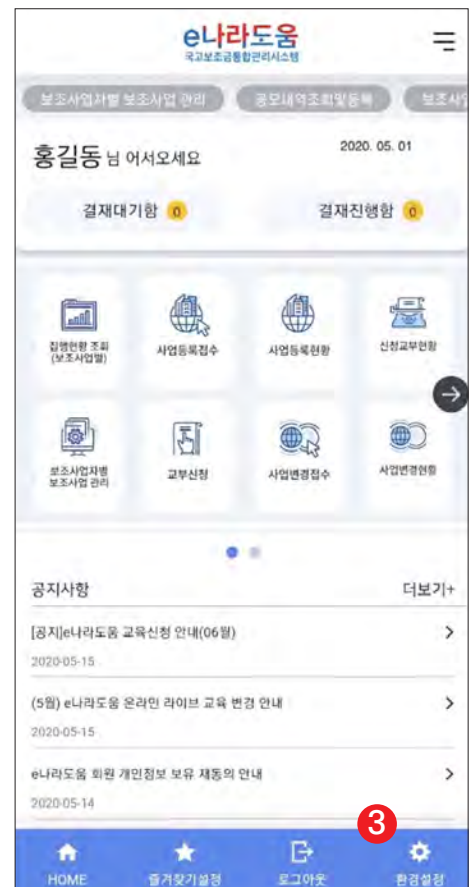 e나라도움
국고보조금통합관리시스템
보조사업자별 보조사업 관리 공모내역조회및등록 보조사업
홍길동 님 어서오세요
2020. 05. 01
결재대기함 0 결재진행함 0
집행현황 조회 사업등록접수 사업등록현황 신청교부현황
(보조사업별)
보조사업자별 교부신청 사업변경접수 사업변경현황
보조사업 관리
공지사항 더보기+
[공지]e나라도움 교육신청 안내(06월)
2020-05-15
(5월) e나라도움 온라인 라이브 교육 변경 안내
2020-05-15
e나라도움 회원 개인정보 보유 재동의 안내
2020-05-14
3
HOME 즐겨찾기설정 로그아웃 환경설정